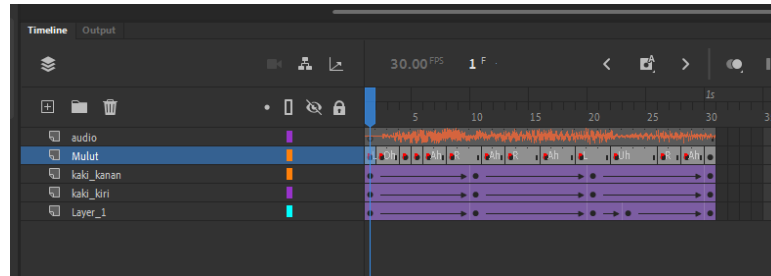 Timeline Output
30.00 FPS 1 F
1s
5 10 15 20 25 30
audio
Mulut
Oh Ah R Ah R Ah L Uh R Ah
kaki_kanan
kaki_kiri
Layer_1